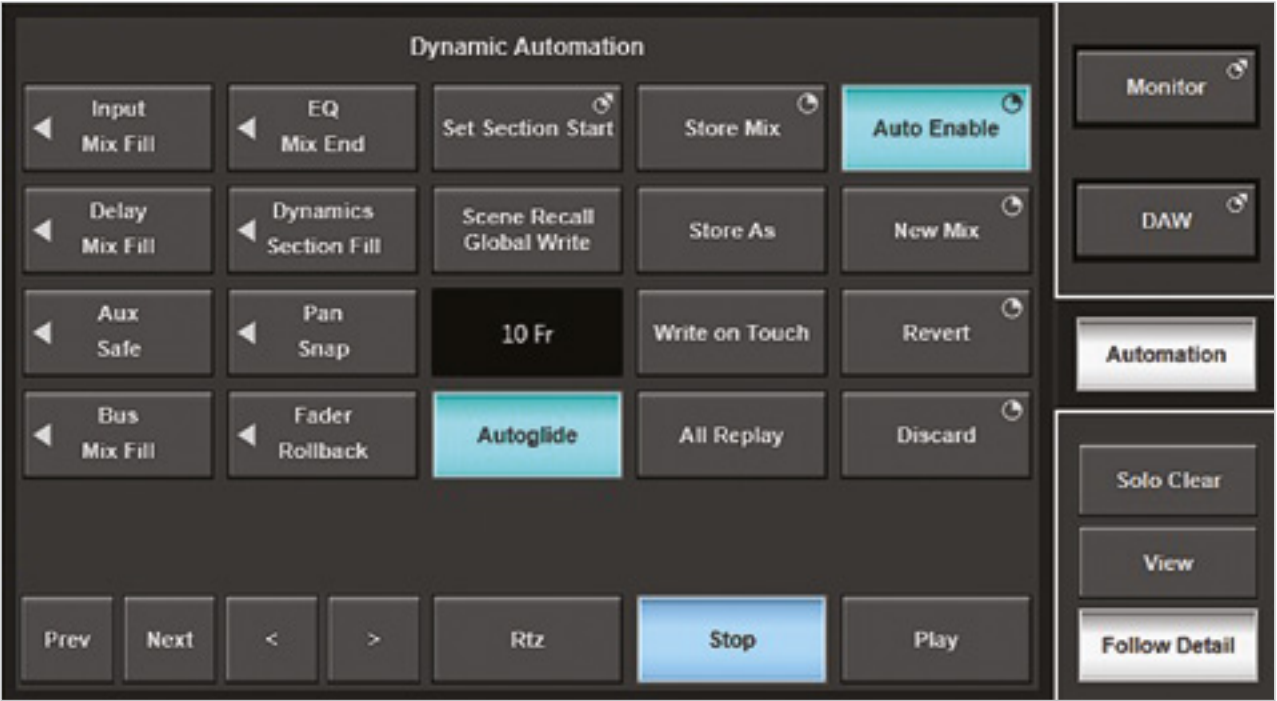 Dynamic Automation
Input
Mix Fill
EQ
Mix End
Set Section Start
Store Mix
Auto Enable
Delay
Mix Fill
Dynamics
Section Fill
Scene Recall
Global Write
Store As
New Mix
Aux
Safe
Pan
Snap
10 Fr
Write on Touch
Revert
Bus
Mix Fill
Fader
Rollback
Autoglide
All Replay
Discard
Prev
Next
<
>
Rtz
Stop
Play
Monitor
DAW
Automation
Solo Clear
View
Follow Detail